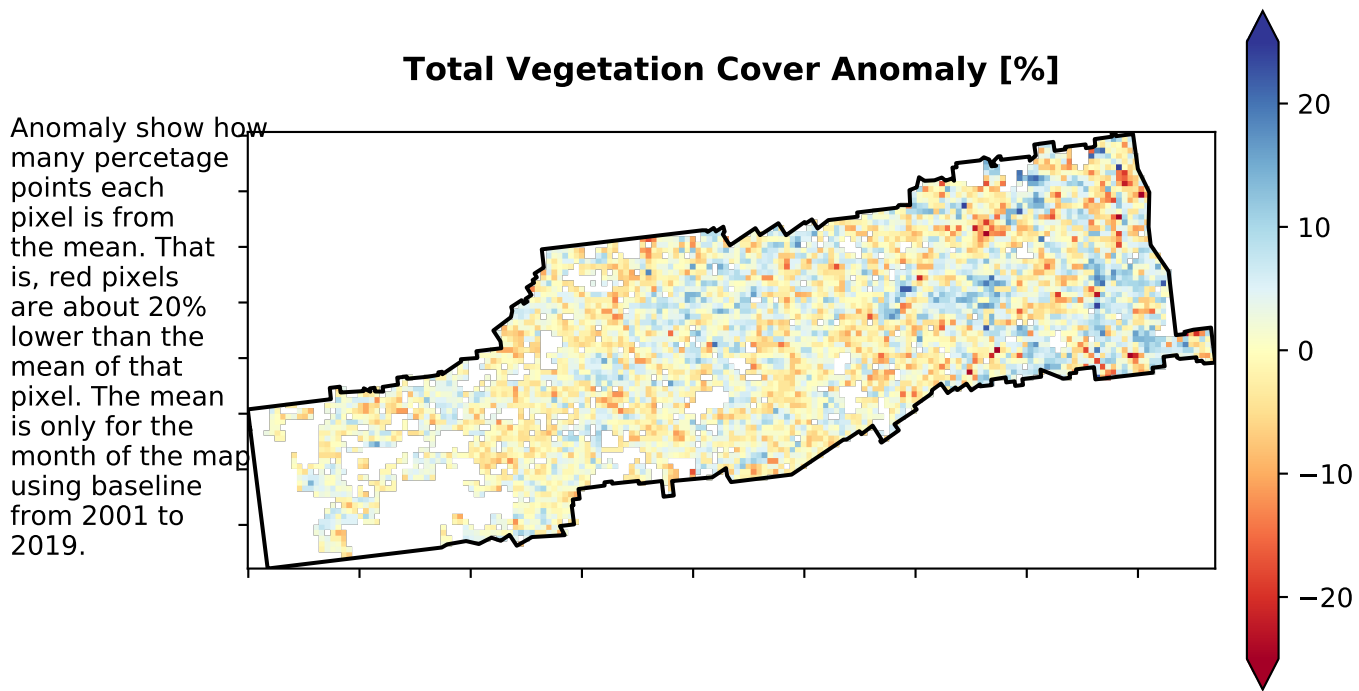 Total Vegetation Cover Anomaly [%]
Anomaly show how
many percetage
points each
pixel is from
the mean. That
is, red pixels
are about 20%
lower than the
mean of that
pixel. The mean
is only for the
month of the map
using baseline
from 2001 to
2019.
20
10
0
−10
−20